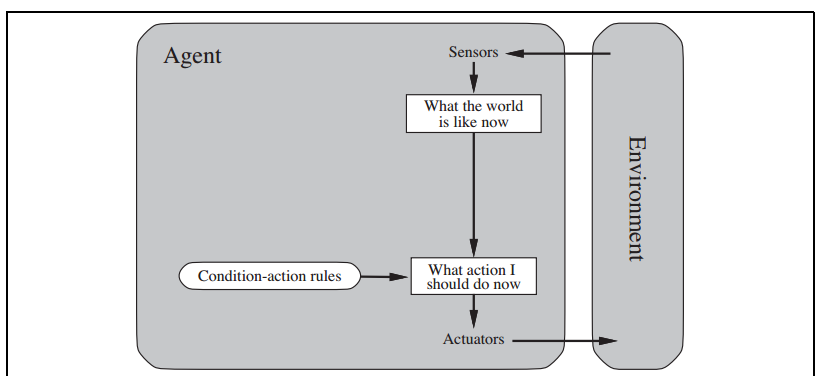 Agent
Sensors
What the world
is like now
Environment
Condition-action rules
What action I
should do now
Actuators